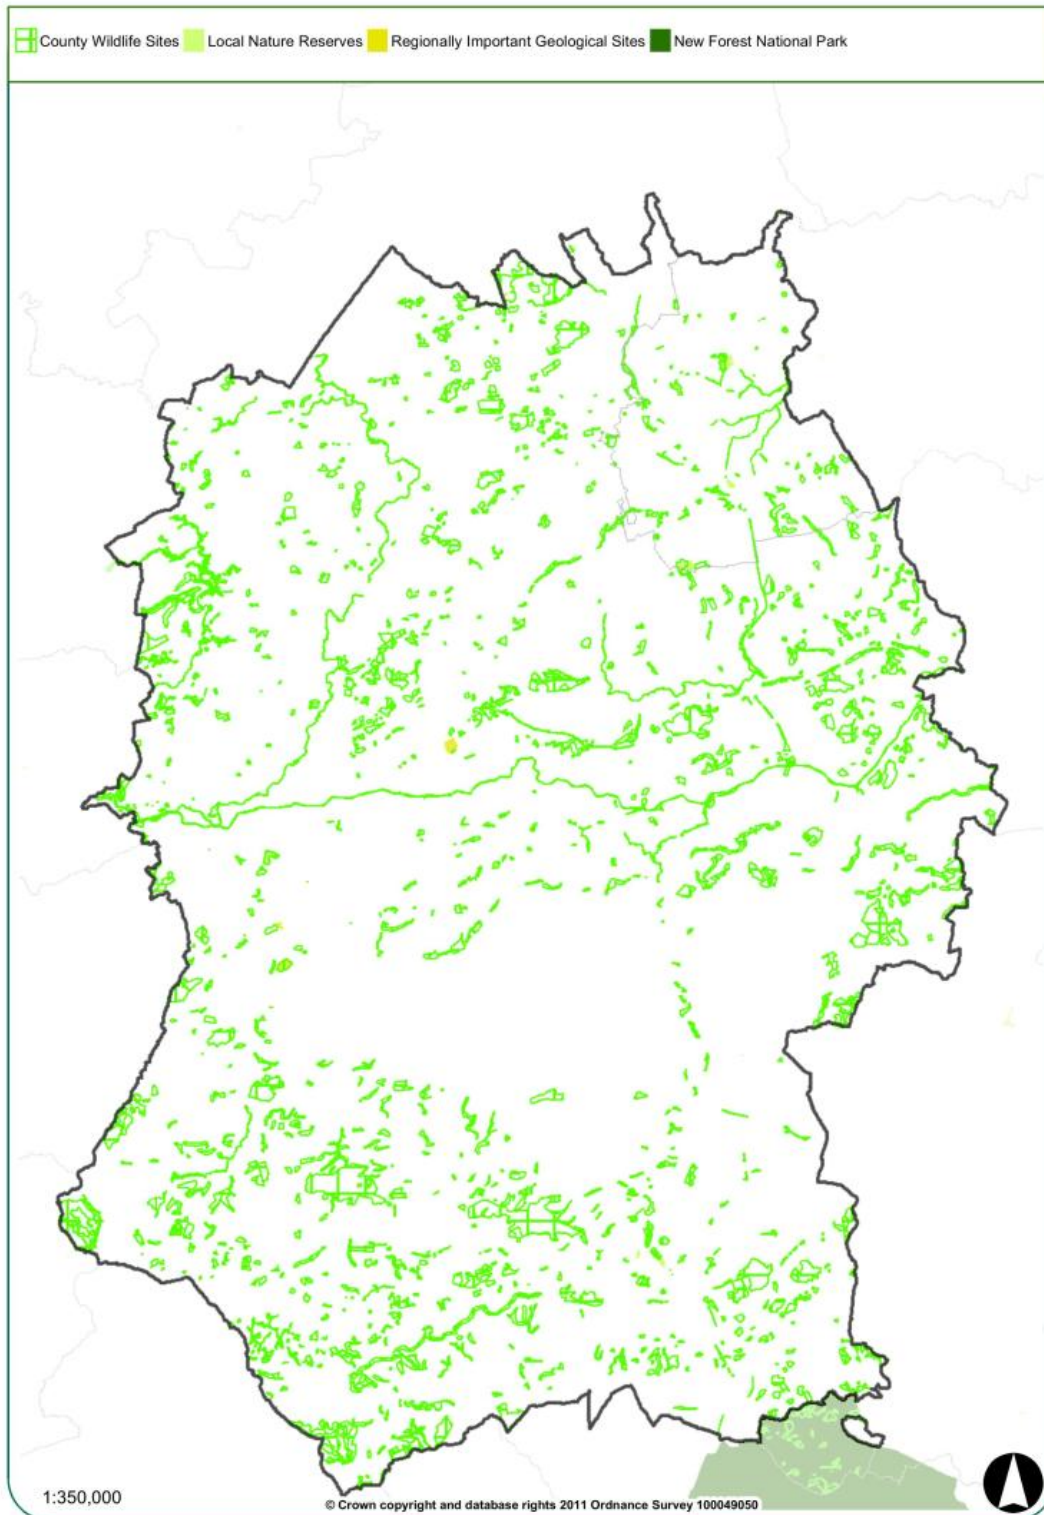 County Wildlife Sites Local Nature Reserves Regionally Important Geological Sites New Forest National Park
1:350,000
© Crown copyright and database rights 2011 Ordnance Survey 100049050